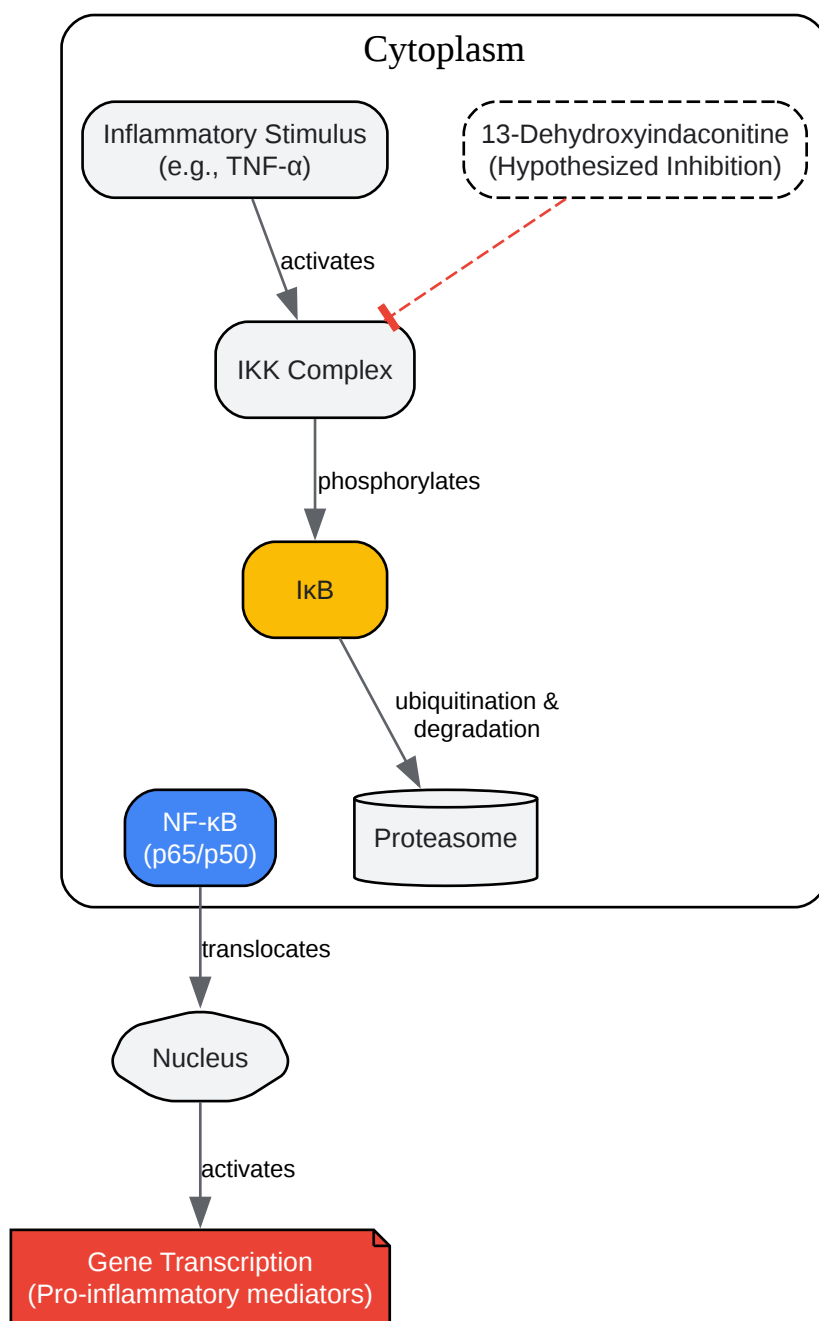 Cytoplasm
Inflammatory Stimulus
(e.g., TNF-α)
13-Dehydroxyindaconitine
(Hypothesized Inhibition)
activates
IKK Complex
phosphorylates
IκB
ubiquitination &
degradation
NF-κB
(p65/p50)
Proteasome
translocates
Nucleus
activates
Gene Transcription
(Pro-inflammatory mediators)